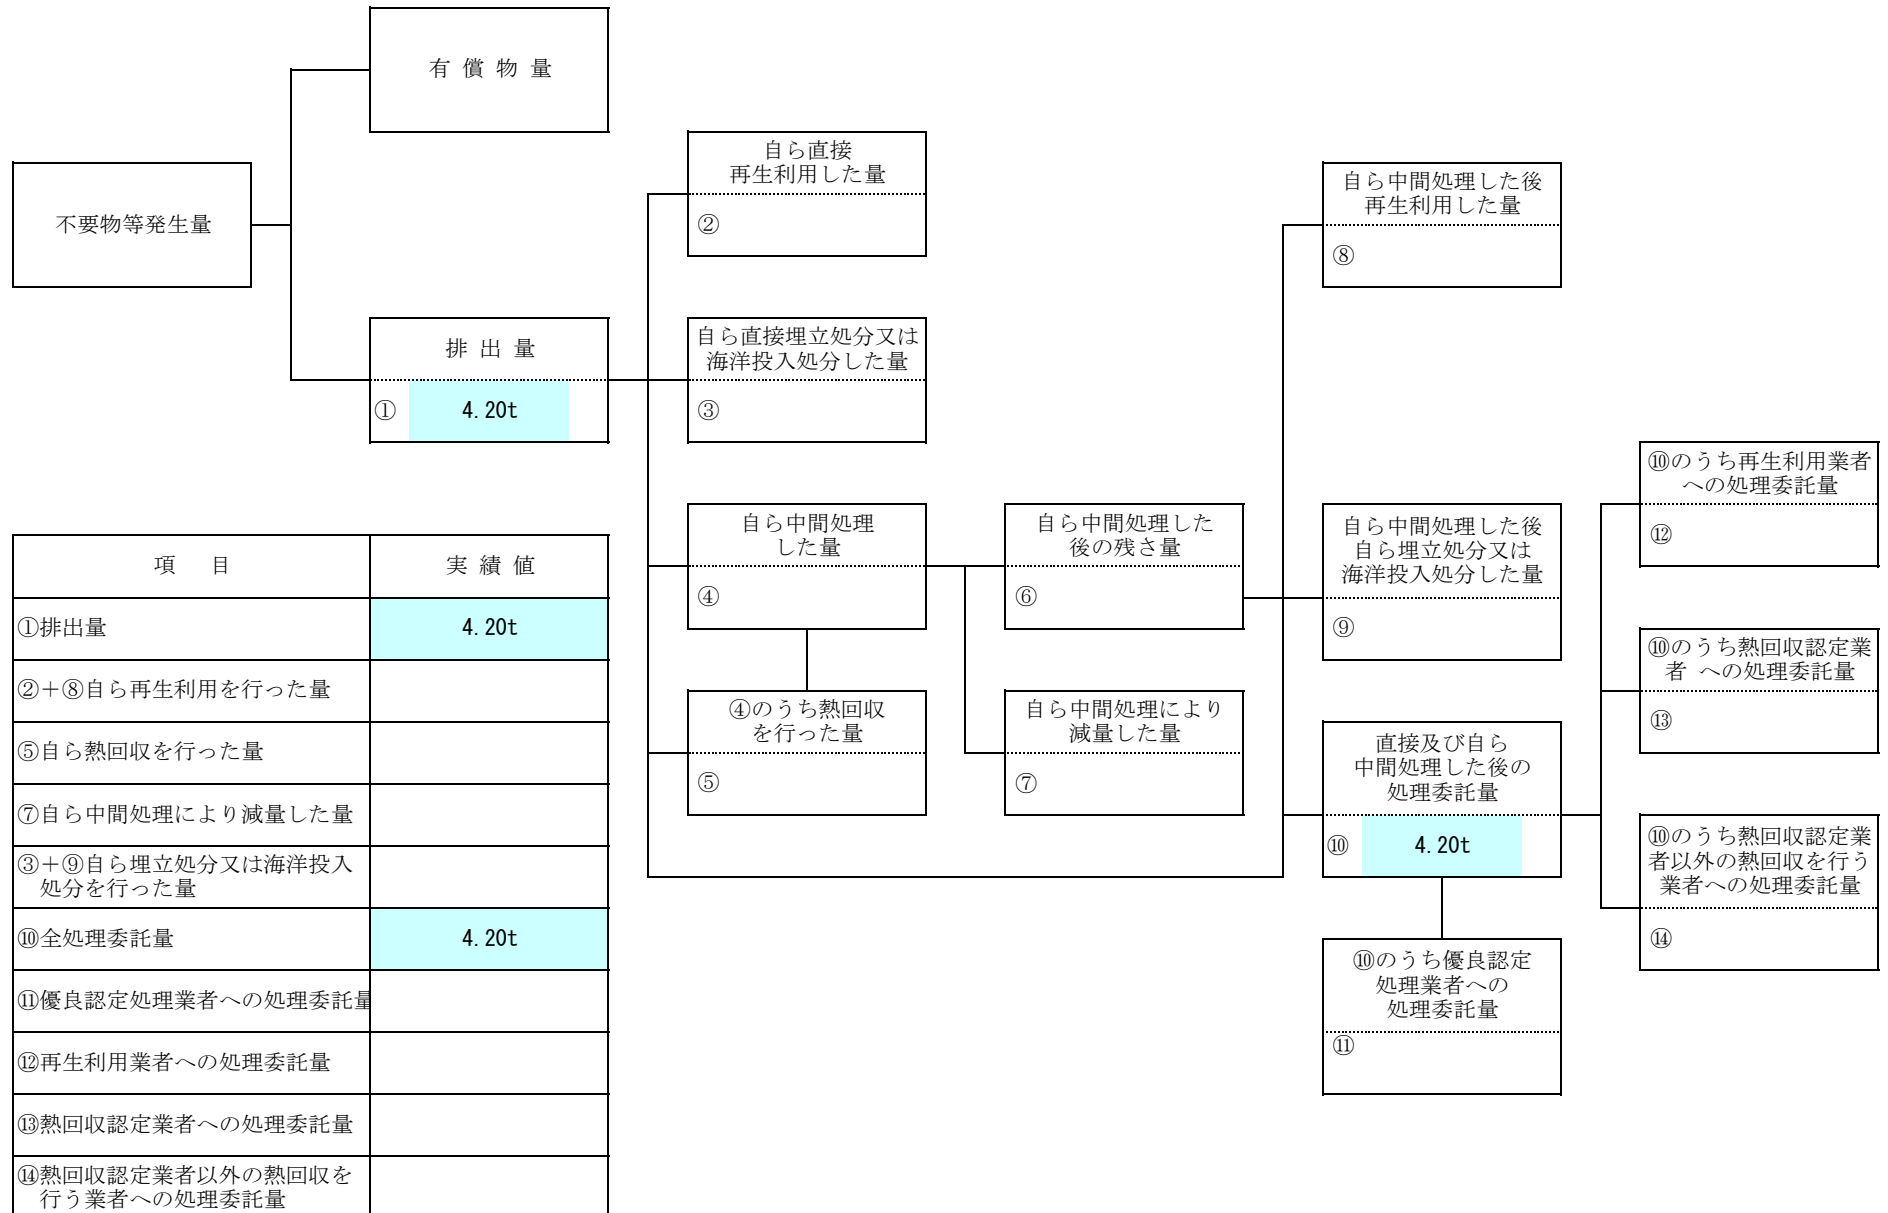 有 償 物 量
不要物等発生量
排 出 量
① 4.20t
自ら直接
再生利用した量
②
自ら直接埋立処分又は
海洋投入処分した量
③
自ら中間処理
した量
④
④のうち熱回収
を行った量
⑤
自ら中間処理した
後の残さ量
⑥
自ら中間処理により
減量した量
⑦
自ら中間処理した後
再生利用した量
⑧
自ら中間処理した後
自ら埋立処分又は
海洋投入処分した量
⑨
直接及び自ら
中間処理した後の
処理委託量
⑩ 4.20t
⑩のうち優良認定
処理業者への
処理委託量
⑪
⑩のうち再生利用業者
への処理委託量
⑫
⑩のうち熱回収認定業
者 への処理委託量
⑬
⑩のうち熱回収認定業
者以外の熱回収を行う
業者への処理委託量
⑭
項 目 実 績 値
①排出量 4.20t
②+⑧自ら再生利用を行った量
⑤自ら熱回収を行った量
⑦自ら中間処理により減量した量
③+⑨自ら埋立処分又は海洋投入
処分を行った量
⑩全処理委託量 4.20t
⑪優良認定処理業者への処理委託量
⑫再生利用業者への処理委託量
⑬熱回収認定業者への処理委託量
⑭熱回収認定業者以外の熱回収を
行う業者への処理委託量